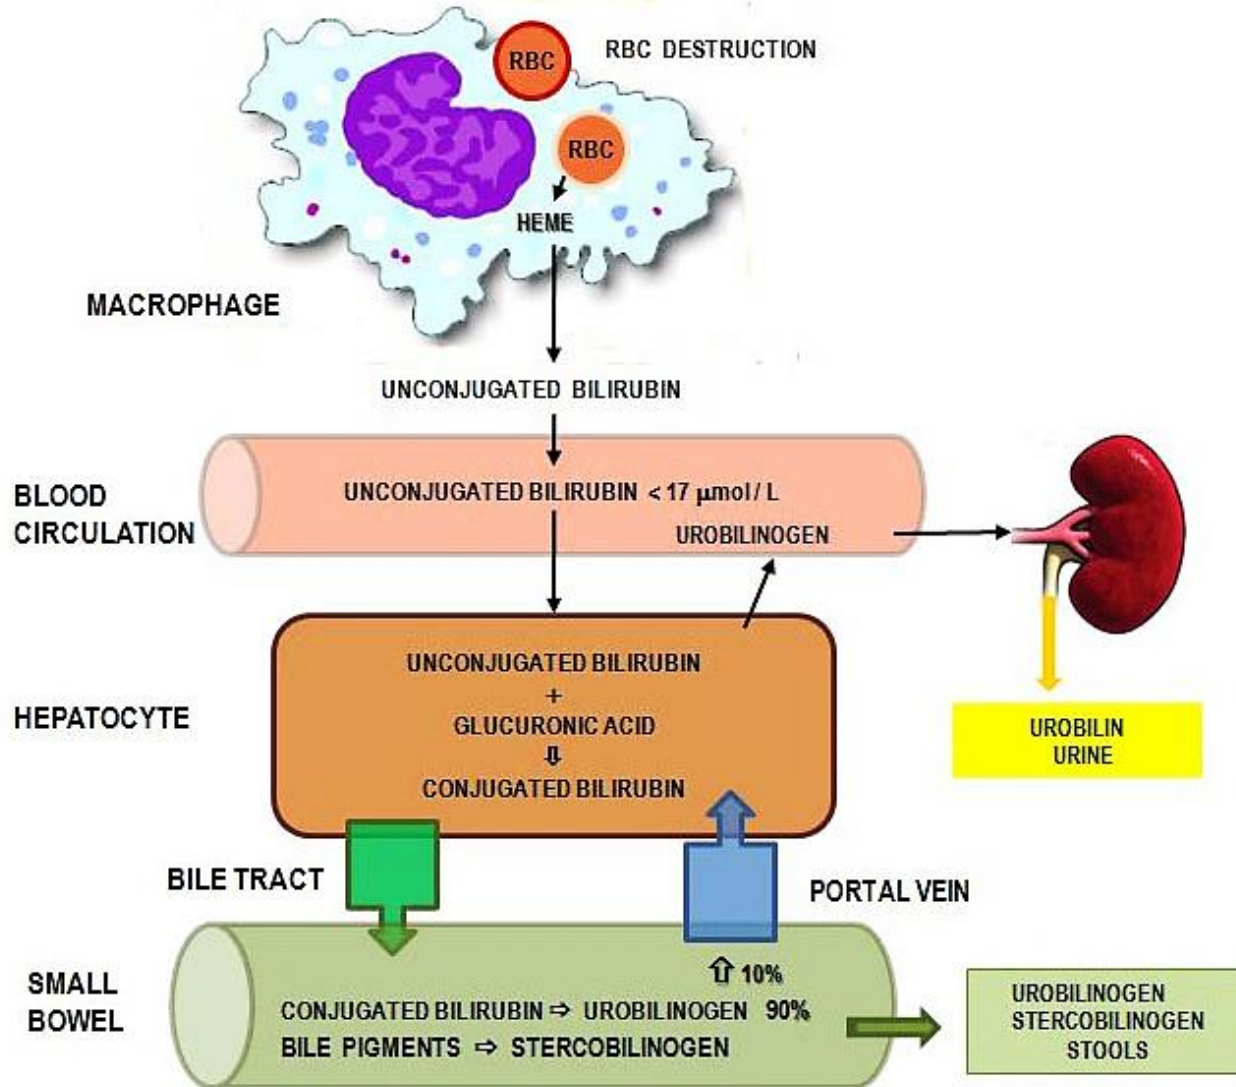 RBC
RBC DESTRUCTION
RBC
HEME
MACROPHAGE
UNCONJUGATED BILIRUBIN
BLOOD
CIRCULATION
UNCONJUGATED BILIRUBIN < 17 µmol / L
UROBILINOGEN
HEPATOCYTE
UNCONJUGATED BILIRUBIN
+
GLUCURONIC ACID
⇩
CONJUGATED BILIRUBIN
UROBILIN
URINE
BILE TRACT
PORTAL VEIN
SMALL
BOWEL
⇧ 10%
CONJUGATED BILIRUBIN ⇨ UROBILINOGEN 90%
BILE PIGMENTS ⇨ STERCOBILINOGEN
UROBILINOGEN
STERCOBILINOGEN
STOOLS